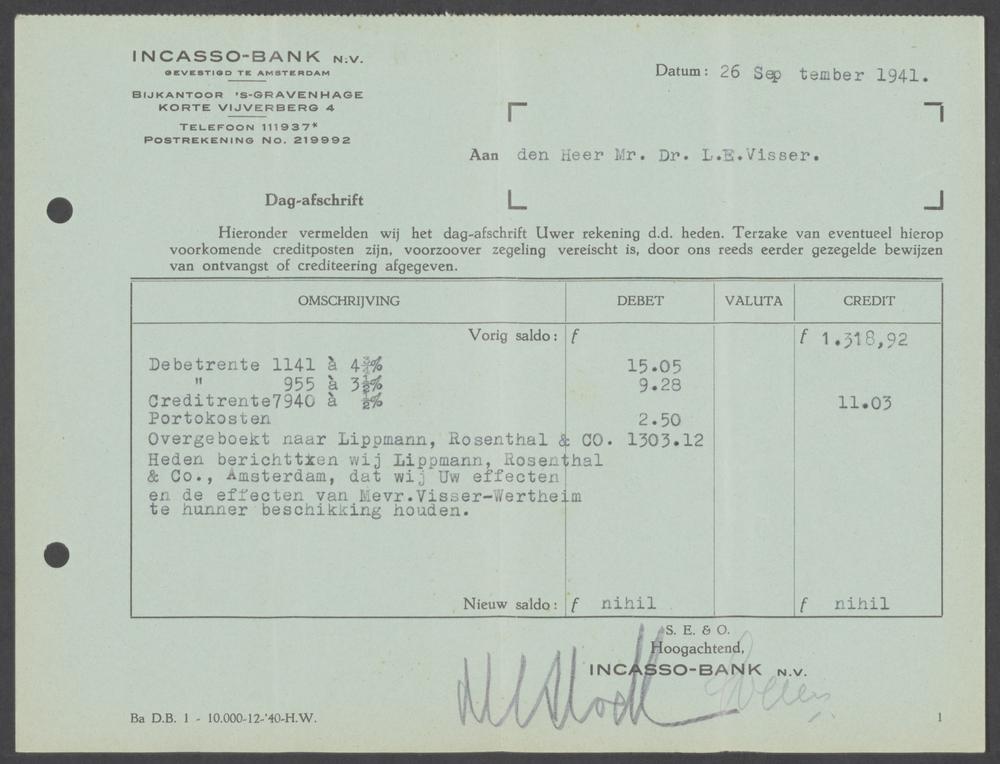 INCASSO-BANK N.V.
GEVESTIGD TE AMSTERDAM
BIJKANTOOR 'S-GRAVENHAGE
KORTE VIJVERBERG 4
TELEFOON 111937*
POSTREKENING No. 219992
Datum: 26 Sep tember 1941.
Aan den Heer Mr. Dr. L.E.Visser.
Dag-afschrift
Hieronder vermelden wij het dag-afschrift Uwer rekening d.d. heden. Terzake van eventueel hierop
voorkomende creditposten zijn, voorzoover zegeling vereischt is, door ons reeds eerder gezegelde bewijzen
van ontvangst of crediteering afgegeven.
OMSCHRIJVING DEBET VALUTA CREDIT
Vorig saldo: f f 1.318,92
Debetrente 1141 à 4¾% 15.05
" 955 à 3½% 9.28
Creditrente7940 à ½% 11.03
Portokosten 2.50
Overgeboekt naar Lippmann, Rosenthal & CO. 1303.12
Heden berichttxen wij Lippmann, Rosenthal
& Co., Amsterdam, dat wij Uw effecten
en de effecten van Mevr.Visser-Wertheim
te hunner beschikking houden.
Nieuw saldo: f nihil f nihil
S. E. & O.
Hoogachtend,
INCASSO-BANK N.V.
Ba D.B. 1 - 10.000-12-'40-H.W. 1